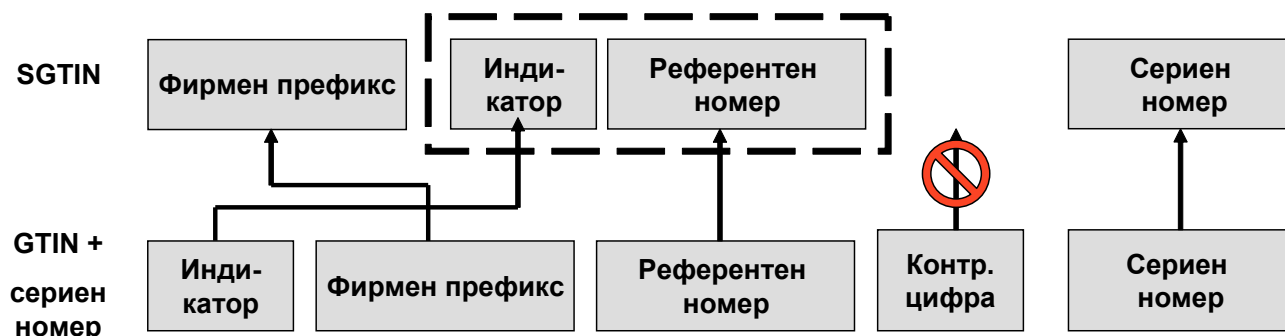 SGTIN
Фирмен префикс
Инди-
катор
Референтен
номер
Сериен
номер
GTIN +
сериен
номер
Инди-
катор
Фирмен префикс
Референтен
номер
Контр.
цифра
Сериен
номер